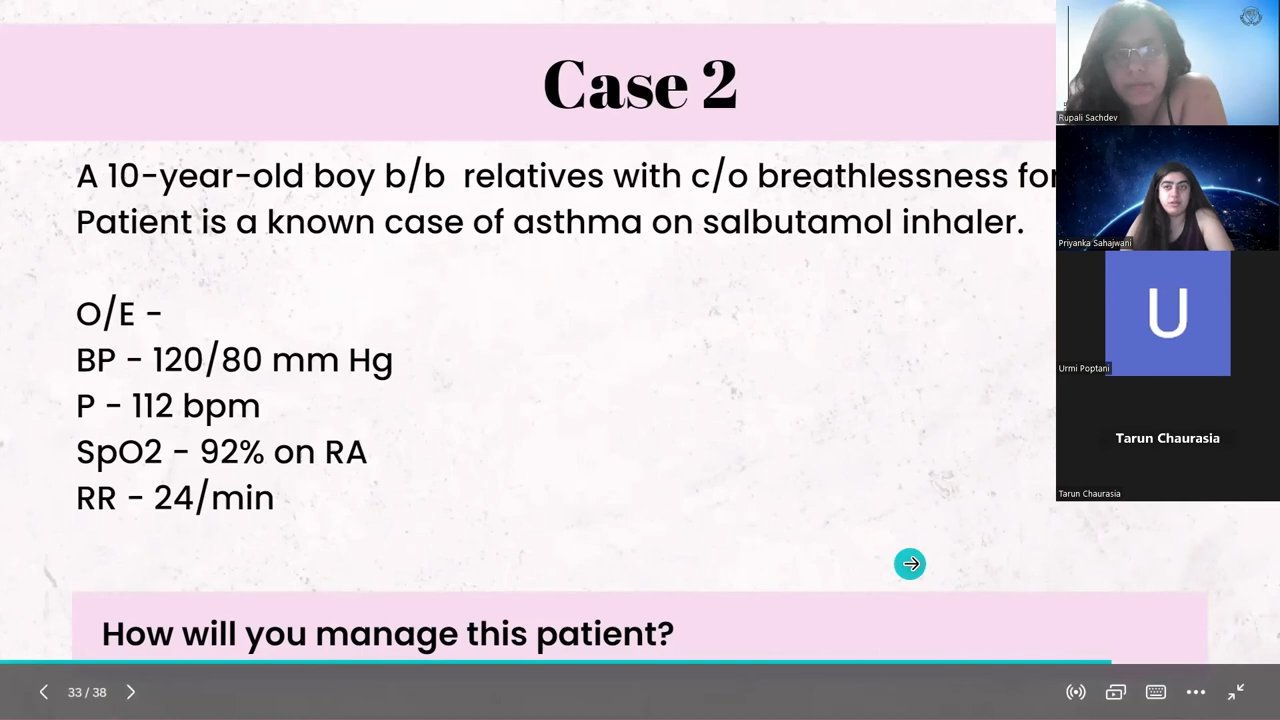 Case 2
A 10-year-old boy b/b relatives with c/o breathlessness for
Patient is a known case of asthma on salbutamol inhaler.
O/E -
BP - 120/80 mm Hg
P - 112 bpm
SpO2 - 92% on RA
RR - 24/min
How will you manage this patient?
33 / 38
Rupali Sachdev
Priyanka Sahajwani
U
Urmi Poptani
Tarun Chaurasia
Tarun Chaurasia